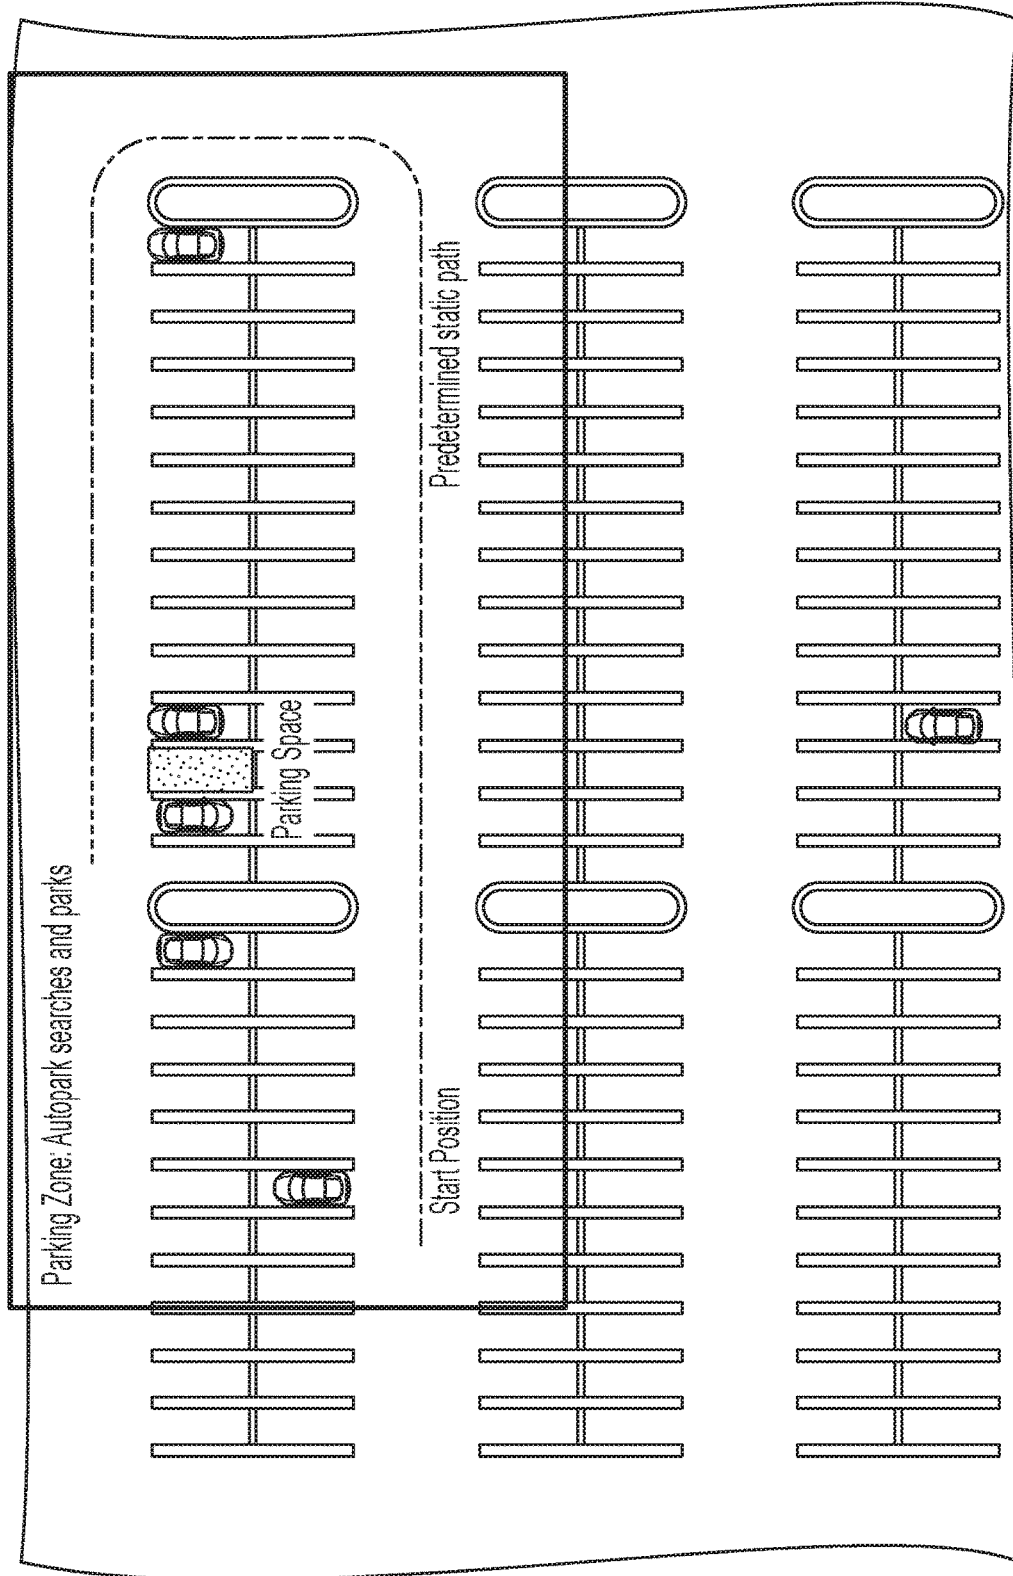 Parking Zone: Autopark searches and parks
Parking Space
Predetermined static path
Start Position